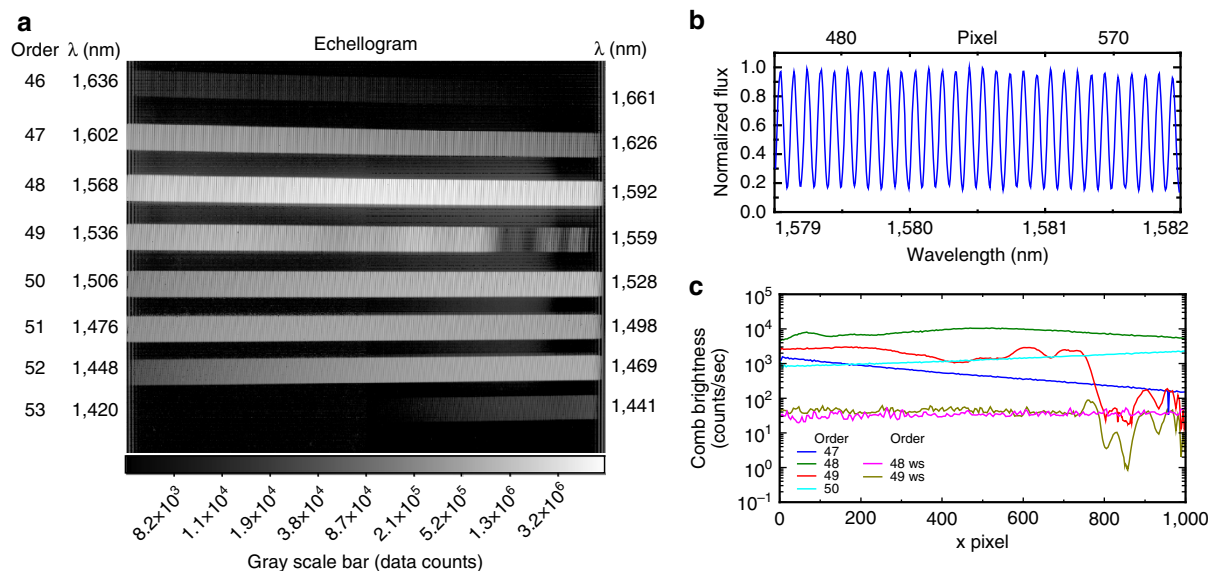 a
Order λ (nm) Echellogram λ (nm)
46 1,636 1,661
47 1,602 1,626
48 1,568 1,592
49 1,536 1,559
50 1,506 1,528
51 1,476 1,498
52 1,448 1,469
53 1,420 1,441
8.2×10³ 1.1×10⁴ 1.9×10⁴ 3.8×10⁴ 8.7×10⁴ 2.1×10⁵ 5.2×10⁵ 1.3×10⁶ 3.2×10⁶
Gray scale bar (data counts)
b
480 Pixel 570
Normalized flux
1.0
0.8
0.6
0.4
0.2
0.0
1,579 1,580 1,581 1,582
Wavelength (nm)
c
Comb brightness
(counts/sec)
10⁵
10⁴
10³
10²
10¹
10⁰
10⁻¹
Order Order
47
48 48 ws
49 49 ws
50
0 200 400 600 800 1,000
x pixel